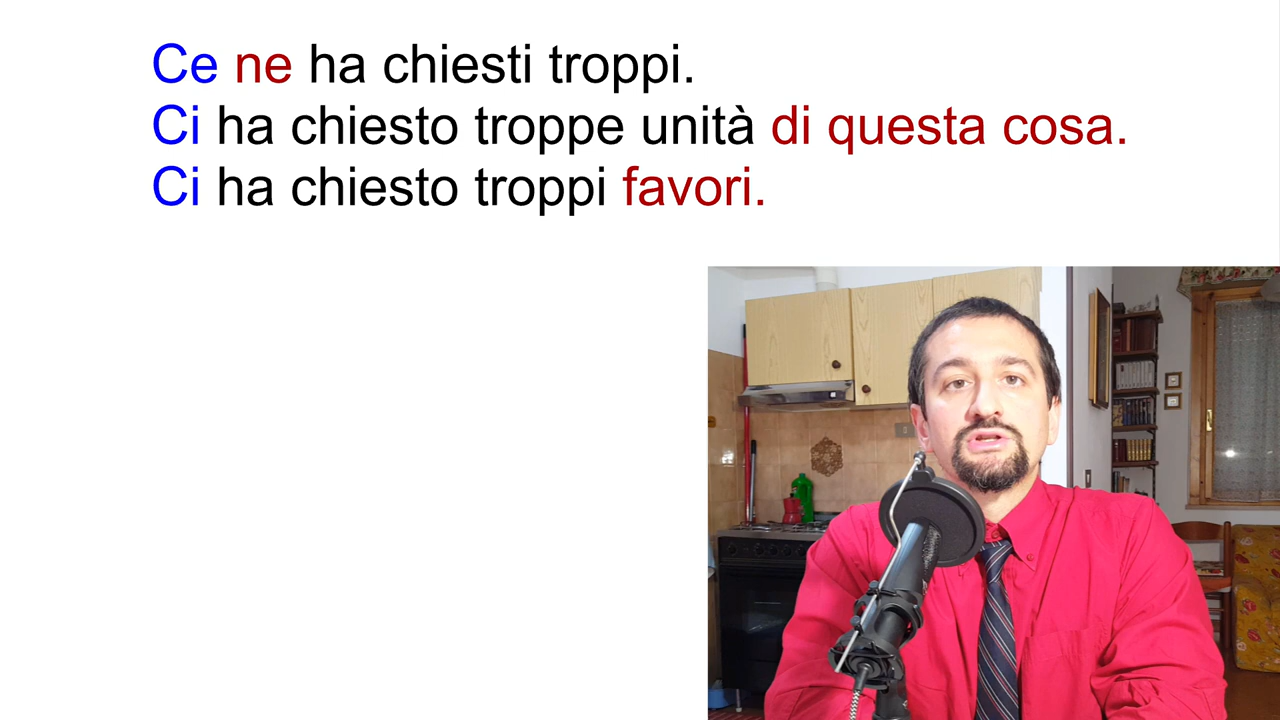 Ce ne ha chiesti troppi.
Ci ha chiesto troppe unità di questa cosa.
Ci ha chiesto troppi favori.